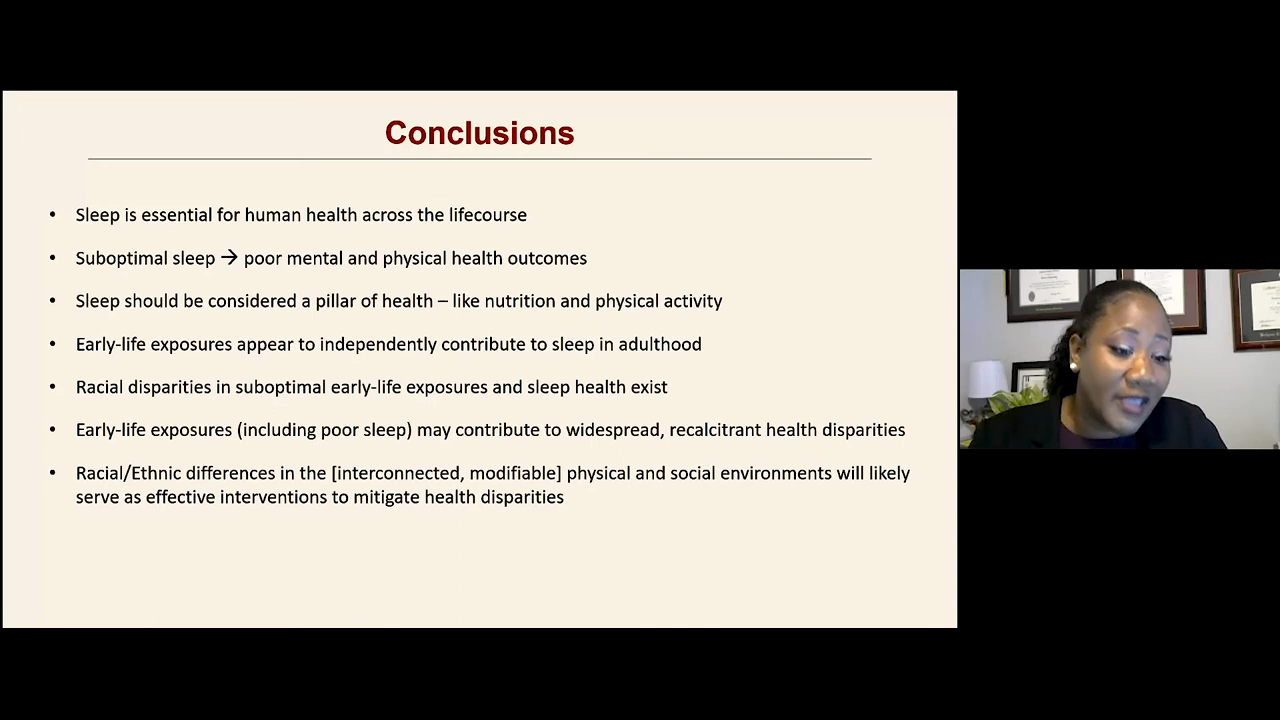 Conclusions
• Sleep is essential for human health across the lifecourse
• Suboptimal sleep → poor mental and physical health outcomes
• Sleep should be considered a pillar of health – like nutrition and physical activity
• Early-life exposures appear to independently contribute to sleep in adulthood
• Racial disparities in suboptimal early-life exposures and sleep health exist
• Early-life exposures (including poor sleep) may contribute to widespread, recalcitrant health disparities
• Racial/Ethnic differences in the [interconnected, modifiable] physical and social environments will likely
serve as effective interventions to mitigate health disparities